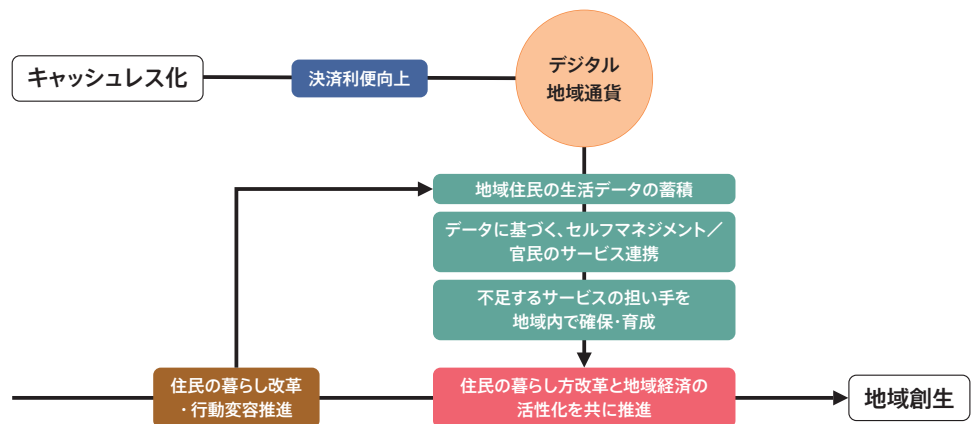 キャッシュレス化
決済利便向上
デジタル
地域通貨
地域住民の生活データの蓄積
データに基づく、セルフマネジメント／
官民のサービス連携
不足するサービスの担い手を
地域内で確保・育成
住民の暮らし改革
・行動変容推進
住民の暮らし方改革と地域経済の
活性化を共に推進
地域創生